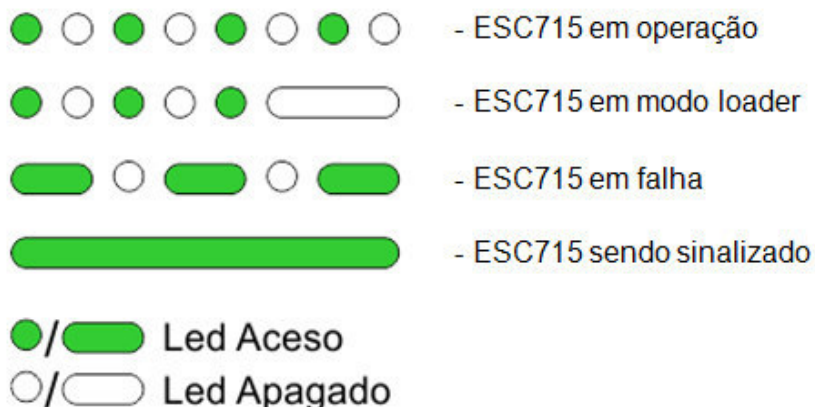 - ESC715 em operação
- ESC715 em modo loader
- ESC715 em falha
- ESC715 sendo sinalizado
/ Led Aceso
/ Led Apagado